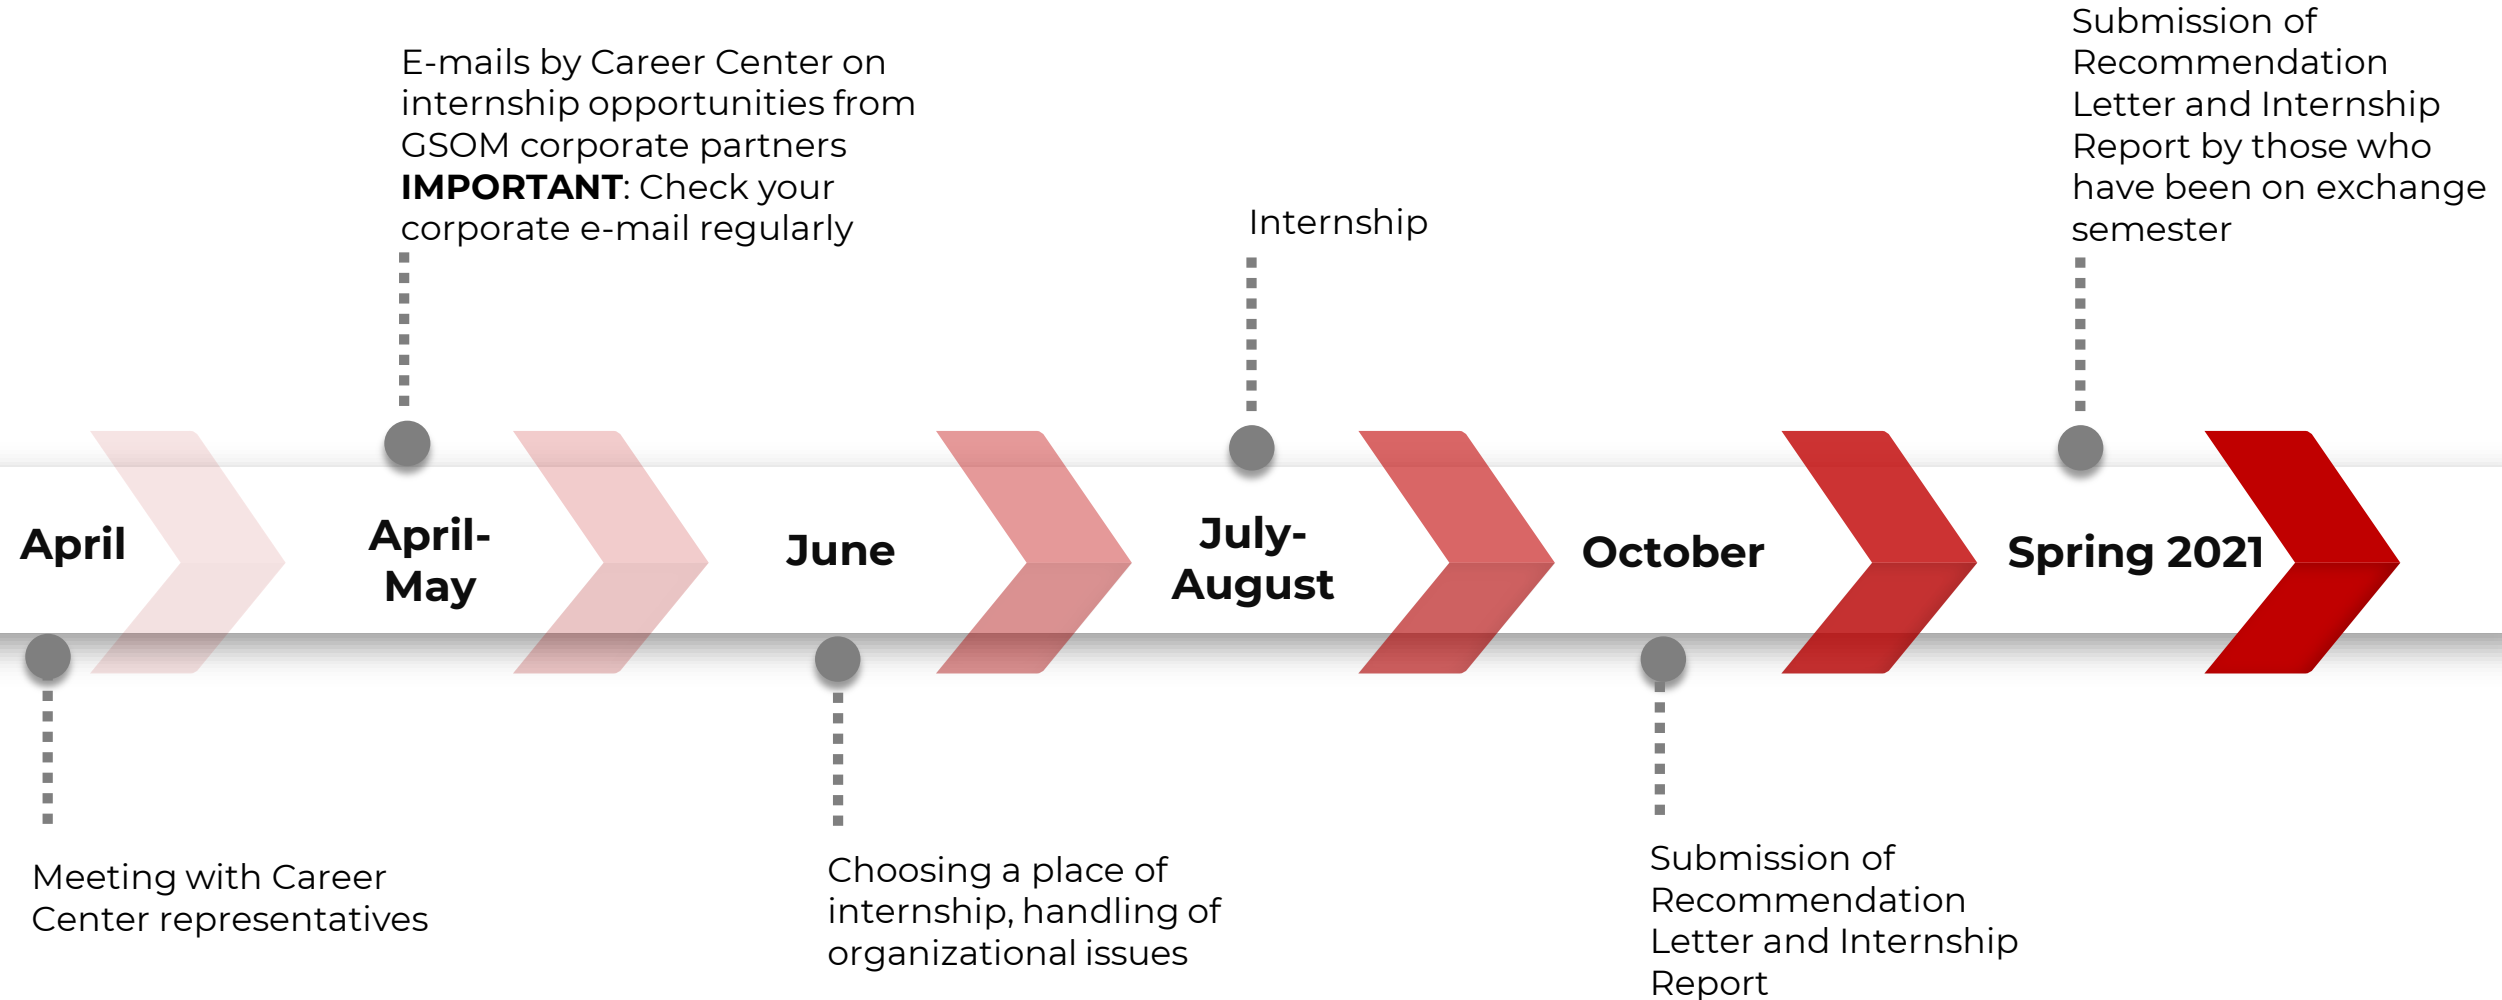 E-mails by Career Center on
internship opportunities from
GSOM corporate partners
IMPORTANT: Check your
corporate e-mail regularly
Internship
Submission of
Recommendation
Letter and Internship
Report by those who
have been on exchange
semester
April
April-
May
June
July-
August
October
Spring 2021
Meeting with Career
Center representatives
Choosing a place of
internship, handling of
organizational issues
Submission of
Recommendation
Letter and Internship
Report